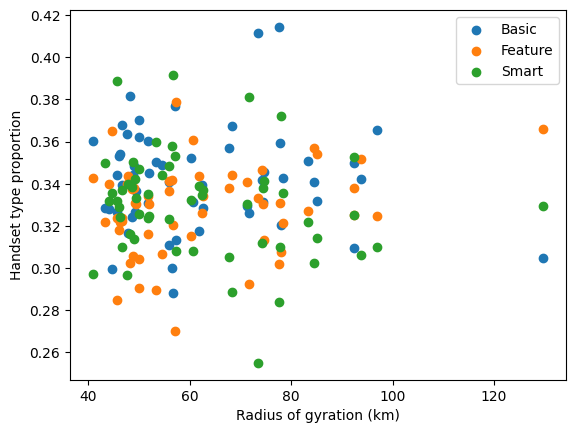 0.42
0.40
0.38
0.36
0.34
0.32
0.30
0.28
0.26
Handset type proportion
Basic
Feature
Smart
40
60
80
100
120
Radius of gyration (km)